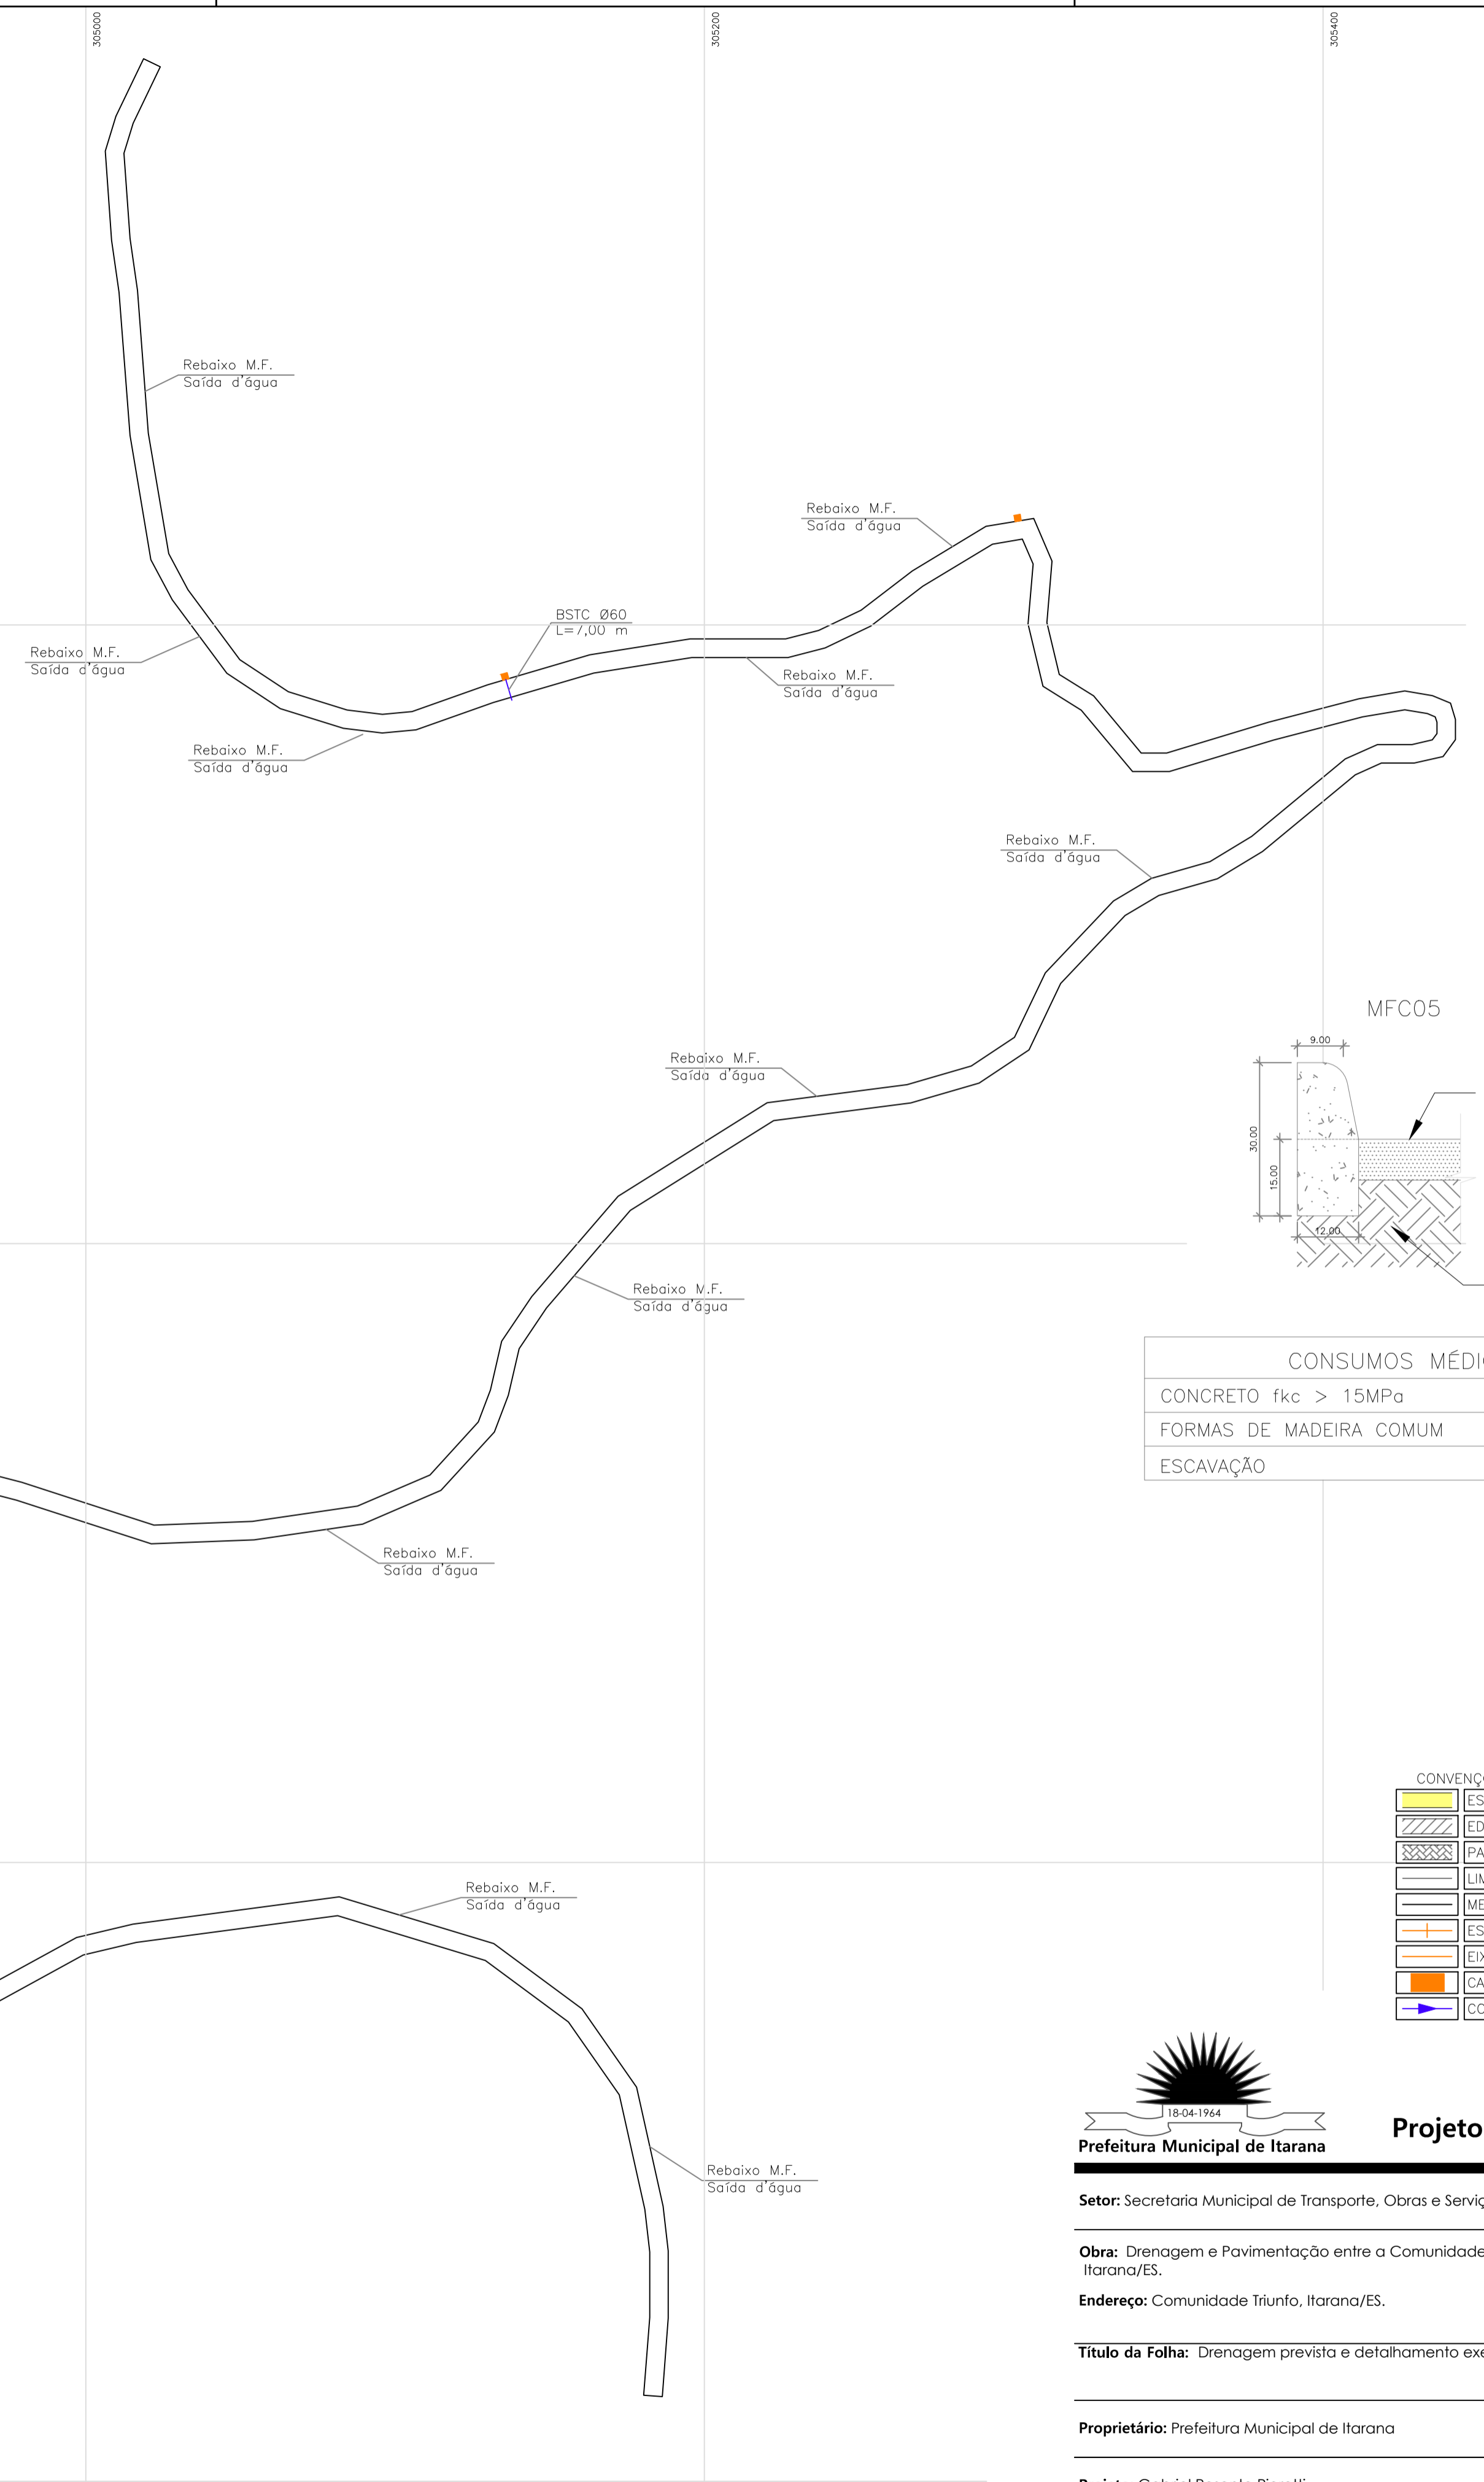 305000
305200
305400
Rebaixo M.F.
Saída d'água
Rebaixo M.F.
Saída d'água
BSTC Ø60
L=7,00 m
Rebaixo M.F.
Saída d'água
Rebaixo M.F.
Saída d'água
Rebaixo M.F.
Saída d'água
Rebaixo M.F.
Saída d'água
MFC05
9.00
30.00
15.00
12.00
Rebaixo M.F.
Saída d'água
Rebaixo M.F.
Saída d'água
CONSUMOS
CONCRETO fkc > 15MPa
FORMAS DE MADEIRA COMUM
ESCAVAÇÃO
Rebaixo M.F.
Saída d'água
Rebaixo M.F.
Saída d'água
Rebaixo M.F.
Saída d'água
18-04-1964
Prefeitura Municipal de Itarana
Projeto
Setor: Secretaria Municipal de Transporte, Obras e
Obra: Drenagem e Pavimentação entre a Comunidade
Itarana/ES.
Endereço: Comunidade Triunfo, Itarana/ES.
Título da Folha: Drenagem prevista e detalhamento
Proprietário: Prefeitura Municipal de Itarana